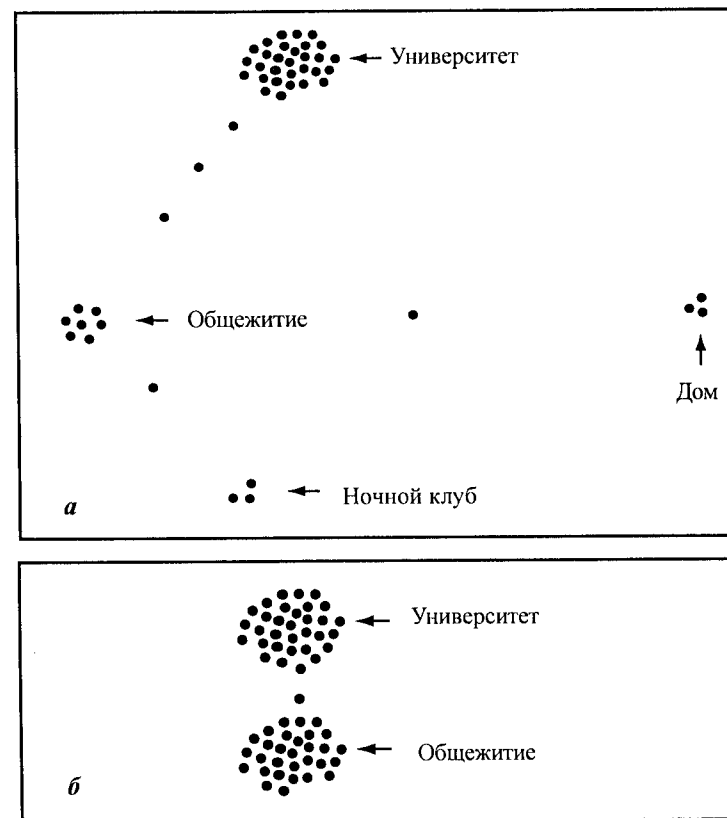 Университет
Общежитие
Дом
Ночной клуб
а
Университет
Общежитие
б